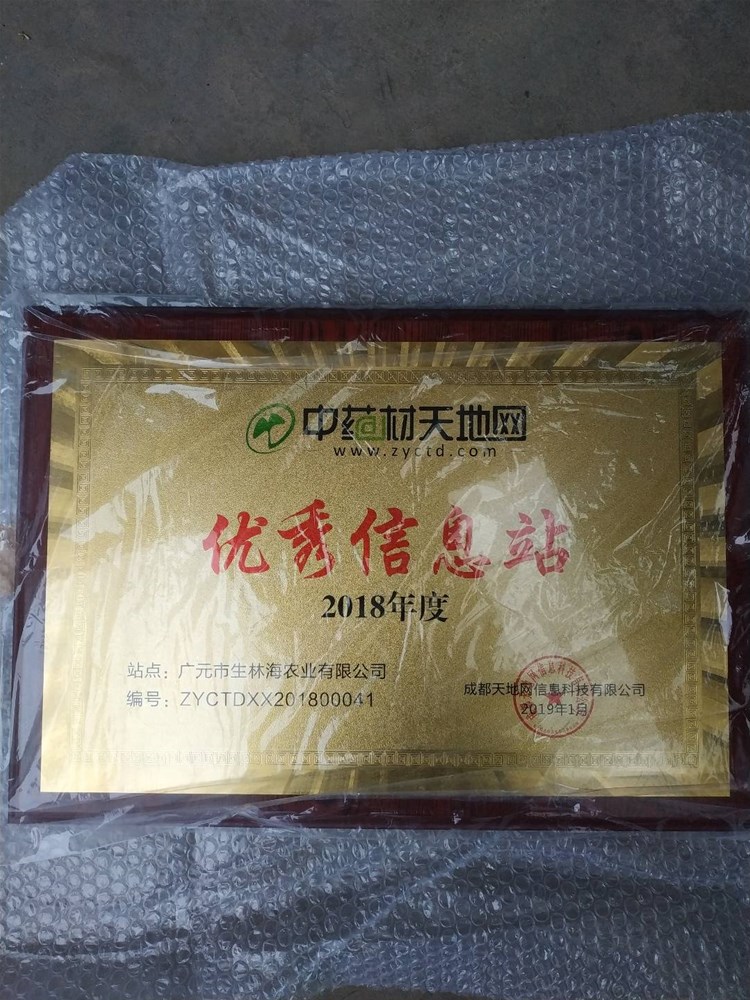 中药材天地网
www.zyctd.com
优秀信息站
2018年度
站点：广元市生林海农业有限公司
编号：ZYCTDXX201800041
成都天地网信息科技有限公司
2019年1月